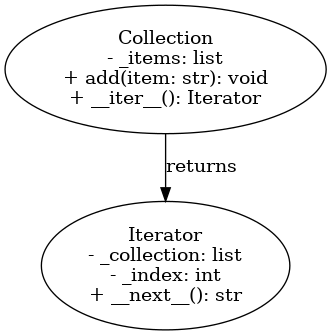 Collection
- _items: list
+ add(item: str): void
+ __iter__(): Iterator
returns
Iterator
- _collection: list
- _index: int
+ __next__(): str